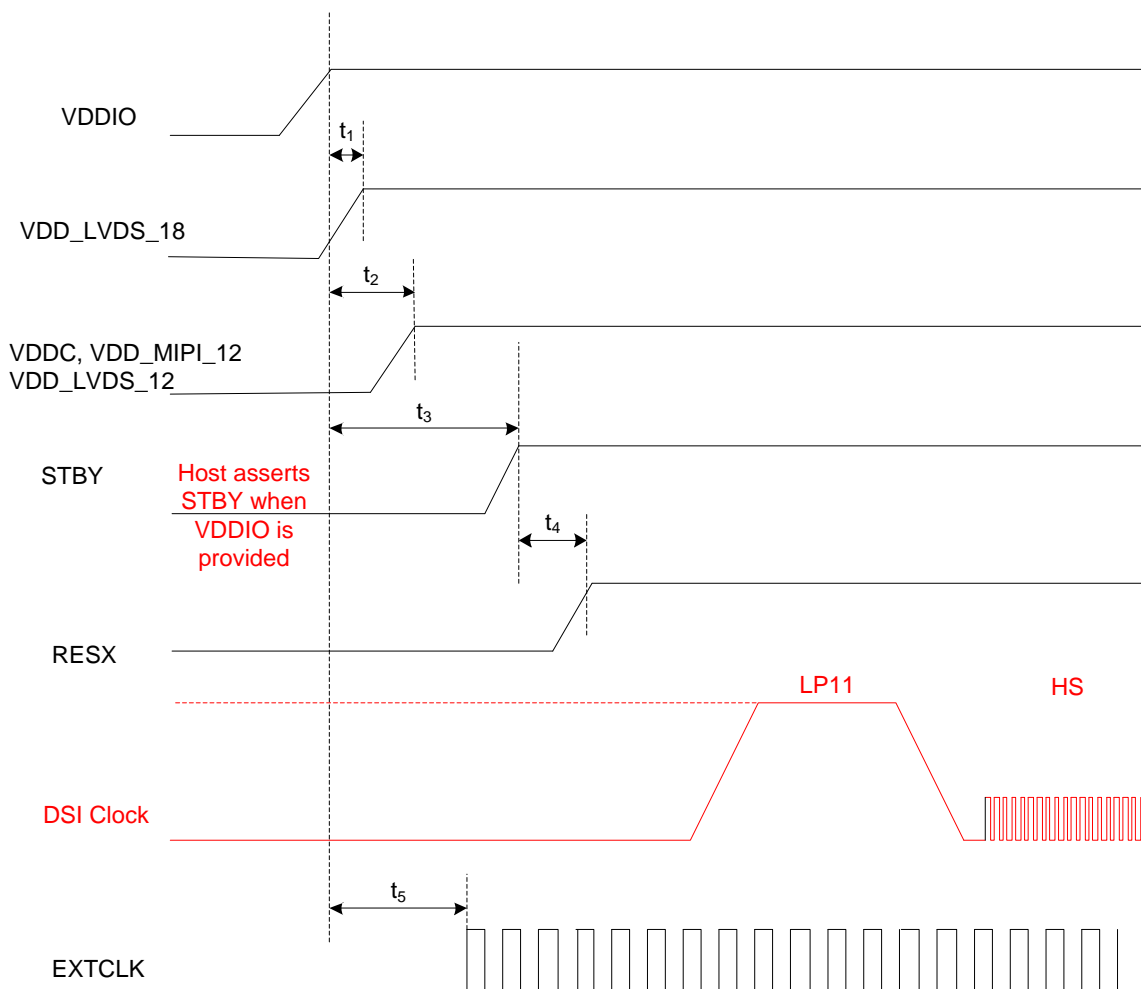 VDDIO
t1
VDD_LVDS_18
t2
VDDC, VDD_MIPI_12
VDD_LVDS_12
t3
STBY
Host asserts
STBY when
VDDIO is
provided
t4
RESX
LP11
HS
DSI Clock
t5
EXTCLK